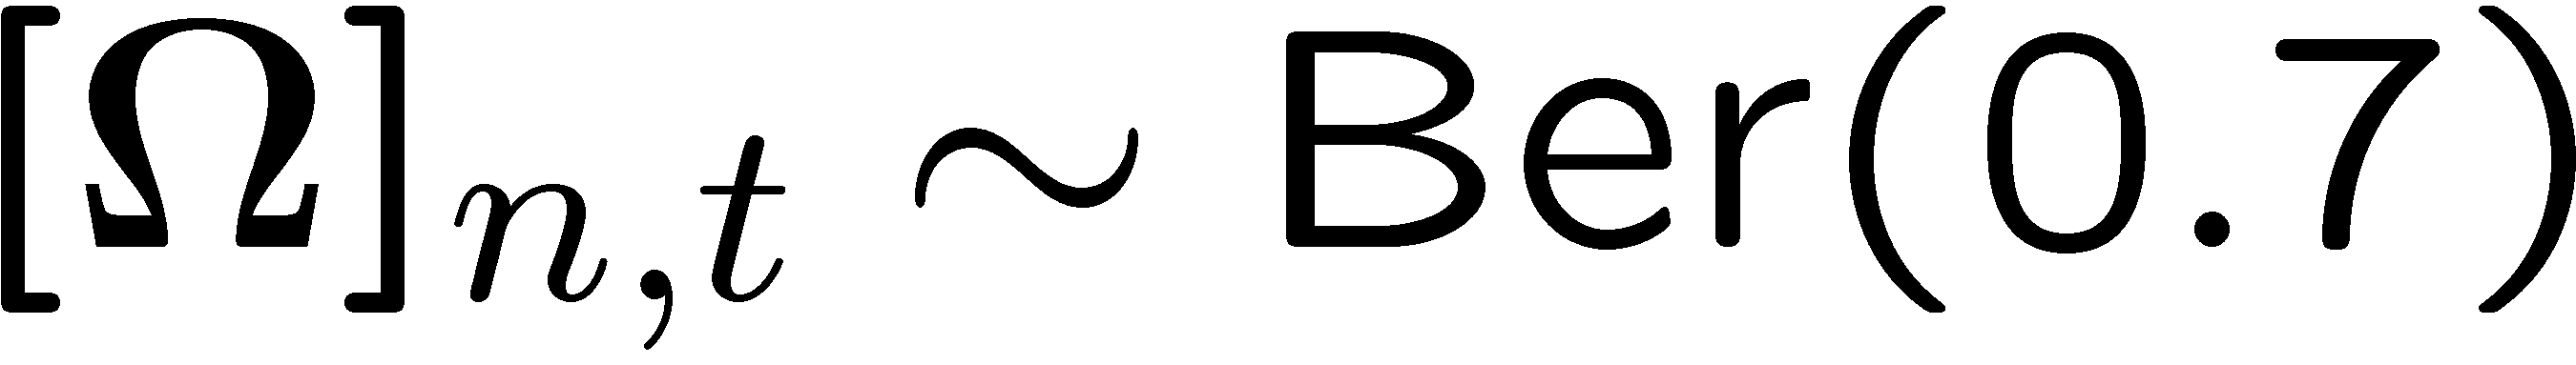 [Ω]n,t ∼ Ber(0.7)